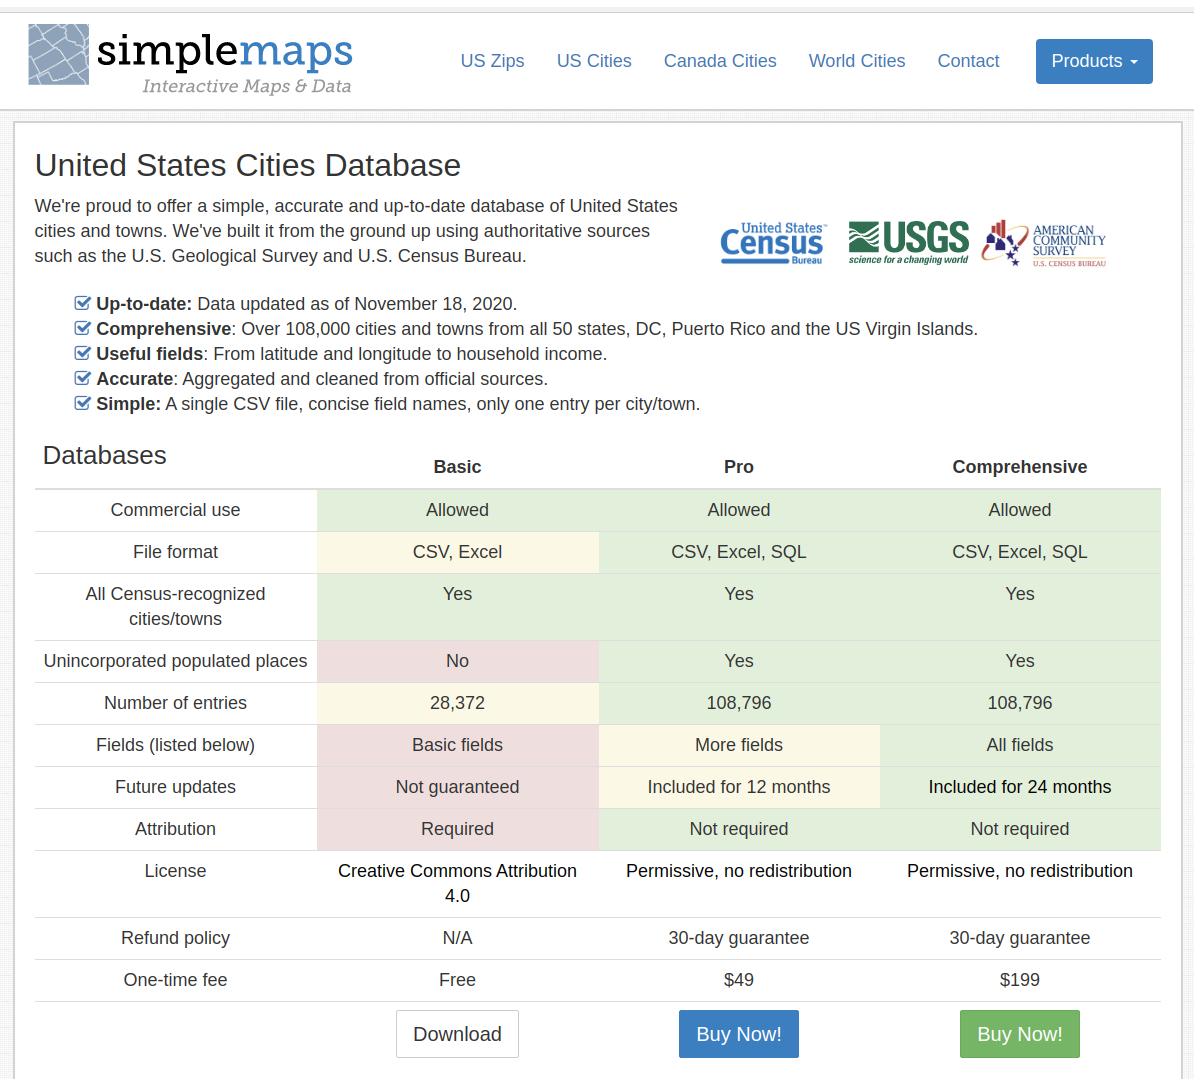 simplemaps
Interactive Maps & Data
US Zips US Cities Canada Cities World Cities Contact Products
United States Cities Database
We're proud to offer a simple, accurate and up-to-date database of United States
cities and towns. We've built it from the ground up using authoritative sources
such as the U.S. Geological Survey and U.S. Census Bureau.
United States™
Census
Bureau
USGS
science for a changing world
AMERICAN
COMMUNITY
SURVEY
U.S. CENSUS BUREAU
Up-to-date: Data updated as of November 18, 2020.
Comprehensive: Over 108,000 cities and towns from all 50 states, DC, Puerto Rico and the US Virgin Islands.
Useful fields: From latitude and longitude to household income.
Accurate: Aggregated and cleaned from official sources.
Simple: A single CSV file, concise field names, only one entry per city/town.
Databases Basic Pro Comprehensive
Commercial use Allowed Allowed Allowed
File format CSV, Excel CSV, Excel, SQL CSV, Excel, SQL
All Census-recognized Yes Yes Yes
cities/towns
Unincorporated populated places No Yes Yes
Number of entries 28,372 108,796 108,796
Fields (listed below) Basic fields More fields All fields
Future updates Not guaranteed Included for 12 months Included for 24 months
Attribution Required Not required Not required
License Creative Commons Attribution Permissive, no redistribution Permissive, no redistribution
4.0
Refund policy N/A 30-day guarantee 30-day guarantee
One-time fee Free $49 $199
Download Buy Now! Buy Now!